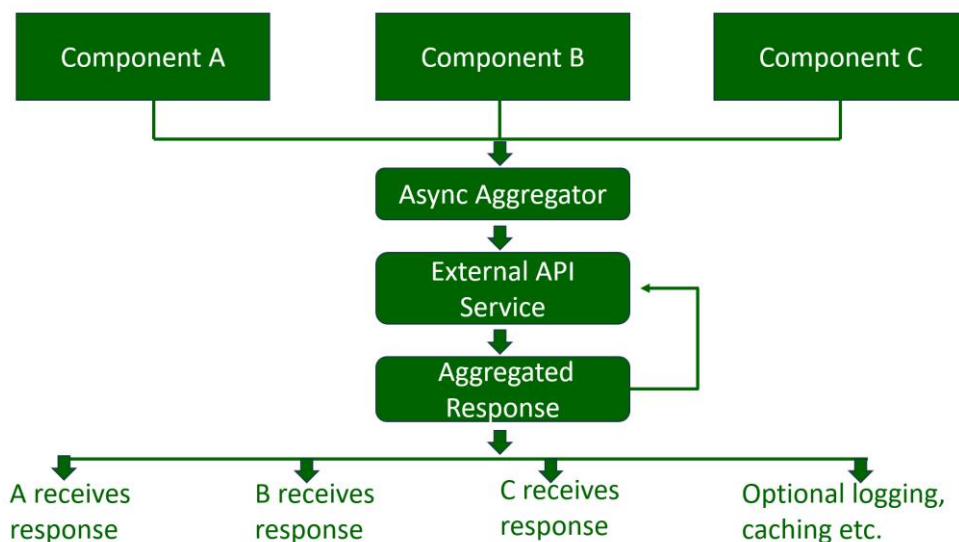 Component A
Component B
Component C
Async Aggregator
External API
Service
Aggregated
Response
A receives
response
B receives
response
C receives
response
Optional logging,
caching etc.